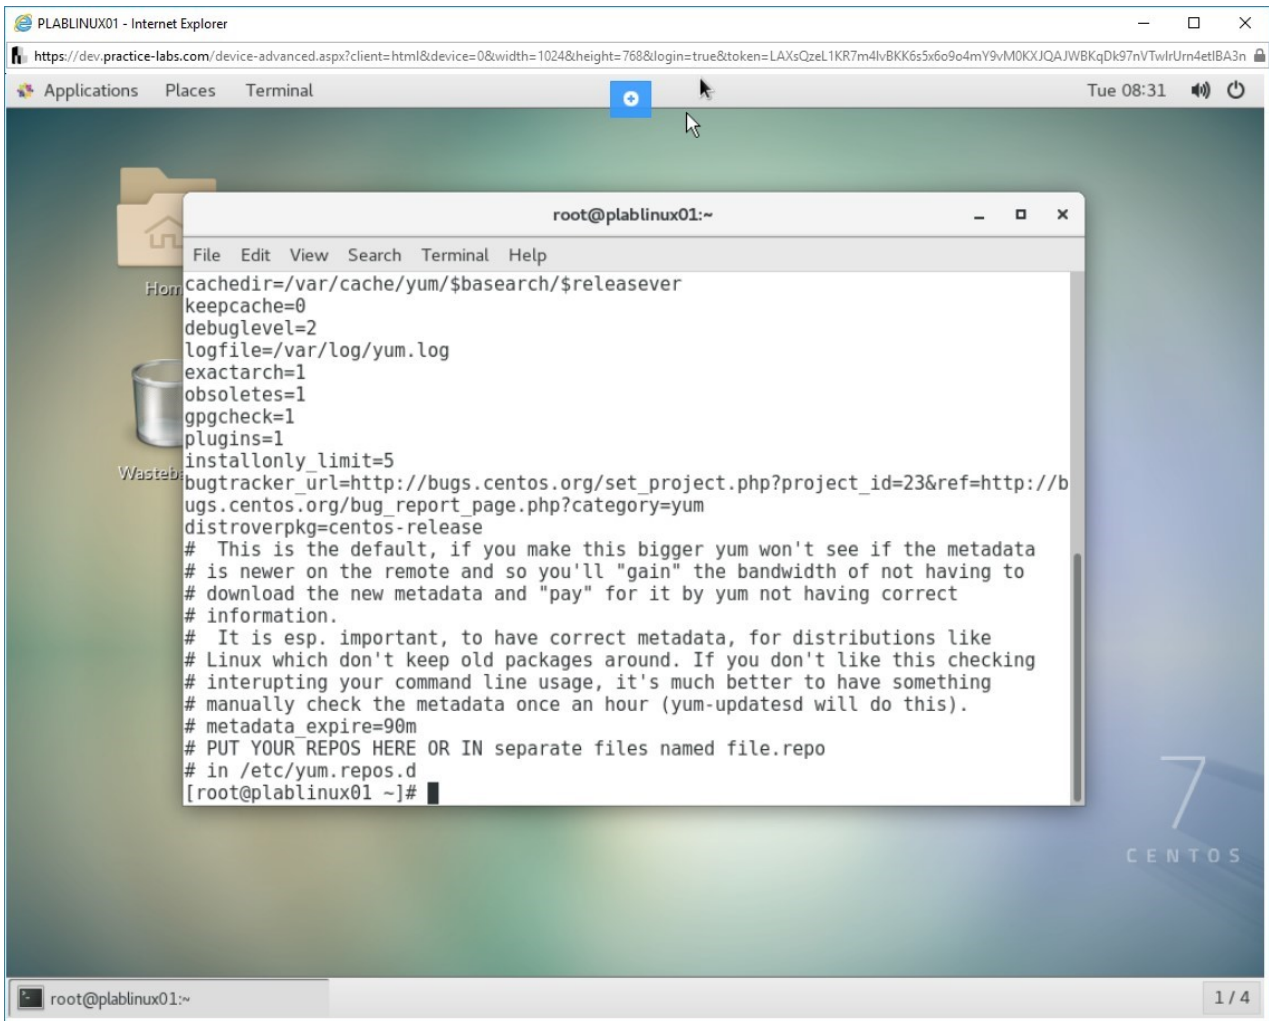 PLABLINUX01 - Internet Explorer
https://dev.practice-labs.com/device-advanced.aspx?client=html&device=0&width=1024&height=768&login=true&token=LAXsQzeL1KR7m4lvBKK6s5x6o9o4mY9vM0KXJQAJWBKqDk97nVTwlrUrn4etlBA3n
Applications Places Terminal Tue 08:31
root@plablinux01:~
File Edit View Search Terminal Help
Hom
Wasteb
cachedir=/var/cache/yum/$basearch/$releasever
keepcache=0
debuglevel=2
logfile=/var/log/yum.log
exactarch=1
obsoletes=1
gpgcheck=1
plugins=1
installonly_limit=5
bugtracker_url=http://bugs.centos.org/set_project.php?project_id=23&ref=http://b
ugs.centos.org/bug_report_page.php?category=yum
distroverpkg=centos-release
#  This is the default, if you make this bigger yum won't see if the metadata
# is newer on the remote and so you'll "gain" the bandwidth of not having to
# download the new metadata and "pay" for it by yum not having correct
# information.
#  It is esp. important, to have correct metadata, for distributions like
# Linux which don't keep old packages around. If you don't like this checking
# interupting your command line usage, it's much better to have something
# manually check the metadata once an hour (yum-updatesd will do this).
# metadata_expire=90m
# PUT YOUR REPOS HERE OR IN separate files named file.repo
# in /etc/yum.repos.d
[root@plablinux01 ~]#
7
CENTOS
root@plablinux01:~
1 / 4